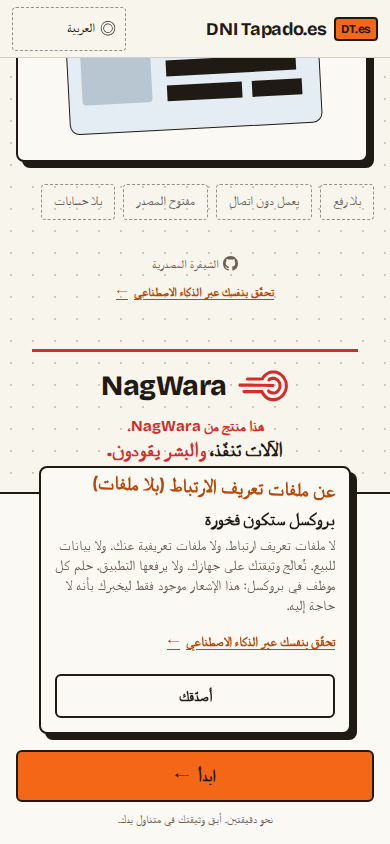 DT.es DNI Tapado.es
العربية
بلا رفع
يعمل دون اتصال
مفتوح المصدر
بلا حسابات
الشيفرة المصدرية
تحقّق بنفسك عبر الذكاء الاصطناعي ←
NagWara
هذا منتج من NagWara.
الآلات تنفّذ، والبشر يقودون.
عن ملفات تعريف الارتباط (بلا ملفات)
بروكسل ستكون فخورة
لا ملفات تعريف ارتباط. ولا ملفات تعريفية عنك. ولا بيانات
للبيع. تُعالج وثيقتك على جهازك. ولا يرفعها التطبيق. حلم كل
موظف في بروكسل: هذا الإشعار موجود فقط ليخبرك بأنه لا
حاجة إليه.
تحقّق بنفسك عبر الذكاء الاصطناعي ←
أصدّقك
ابدأ ←
نحو دقيقتين. أبقِ وثيقتك في متناول يدك.